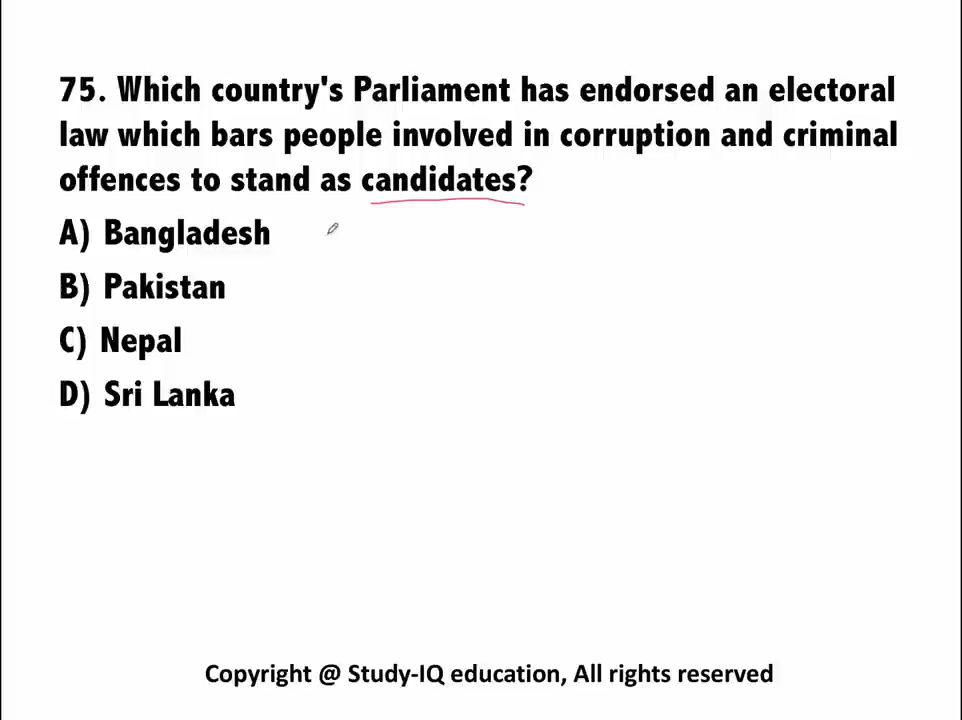 75. Which country's Parliament has endorsed an electoral
law which bars people involved in corruption and criminal
offences to stand as candidates?
A) Bangladesh
B) Pakistan
C) Nepal
D) Sri Lanka
Copyright @ Study-IQ education, All rights reserved